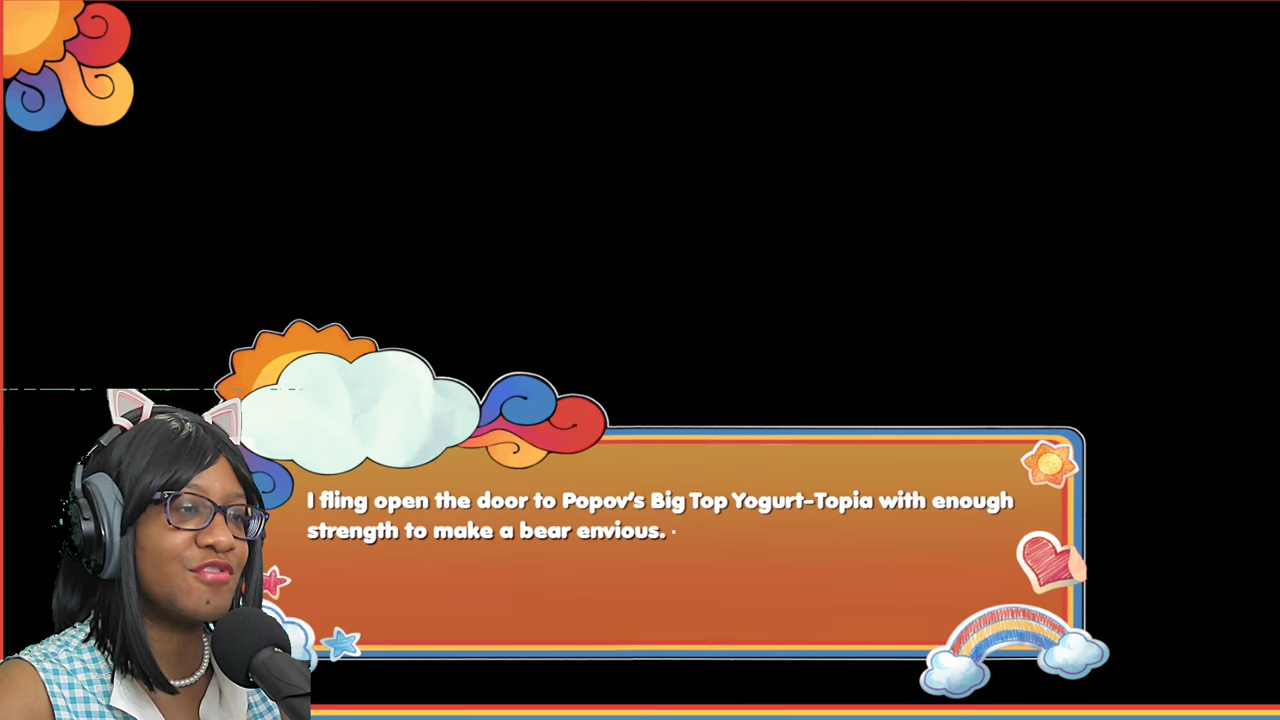 I fling open the door to Popov's Big Top Yogurt-Topia with enough
strength to make a bear envious.